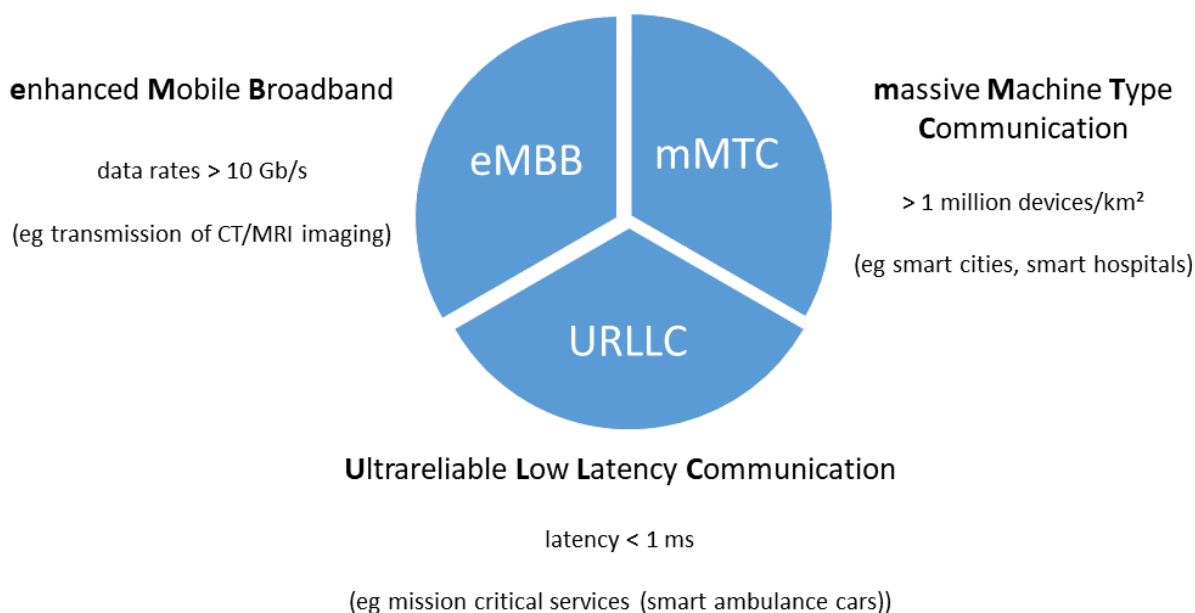 enhanced Mobile Broadband
data rates > 10 Gb/s
(eg transmission of CT/MRI imaging)
eMBB
mMTC
massive Machine Type
Communication
> 1 million devices/km²
(eg smart cities, smart hospitals)
URLLC
Ultrareliable Low Latency Communication
latency < 1 ms
(eg mission critical services (smart ambulance cars))